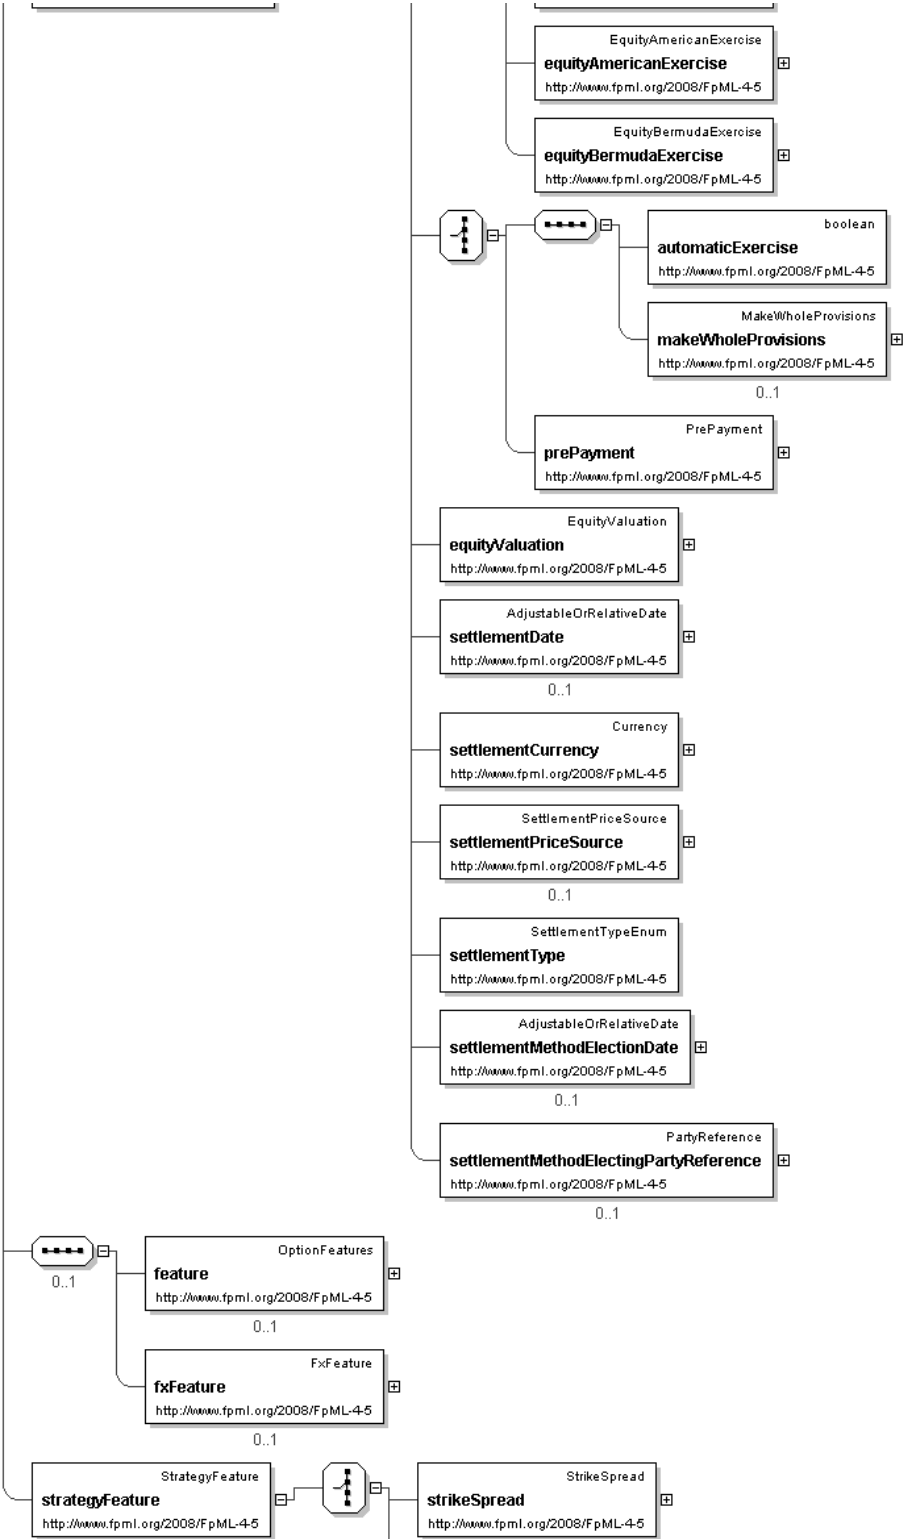 EquityAmericanExercise
equityAmericanExercise
http://www.fpml.org/2008/FpML-4-5
EquityBermudaExercise
equityBermudaExercise
http://www.fpml.org/2008/FpML-4-5
boolean
automaticExercise
http://www.fpml.org/2008/FpML-4-5
MakeWholeProvisions
makeWholeProvisions
http://www.fpml.org/2008/FpML-4-5
0..1
PrePayment
prePayment
http://www.fpml.org/2008/FpML-4-5
EquityValuation
equityValuation
http://www.fpml.org/2008/FpML-4-5
AdjustableOrRelativeDate
settlementDate
http://www.fpml.org/2008/FpML-4-5
0..1
Currency
settlementCurrency
http://www.fpml.org/2008/FpML-4-5
SettlementPriceSource
settlementPriceSource
http://www.fpml.org/2008/FpML-4-5
0..1
SettlementTypeEnum
settlementType
http://www.fpml.org/2008/FpML-4-5
AdjustableOrRelativeDate
settlementMethodElectionDate
http://www.fpml.org/2008/FpML-4-5
0..1
PartyReference
settlementMethodElectingPartyReference
http://www.fpml.org/2008/FpML-4-5
0..1
0..1
OptionFeatures
feature
http://www.fpml.org/2008/FpML-4-5
0..1
FxFeature
fxFeature
http://www.fpml.org/2008/FpML-4-5
0..1
StrategyFeature
strategyFeature
http://www.fpml.org/2008/FpML-4-5
StrikeSpread
strikeSpread
http://www.fpml.org/2008/FpML-4-5